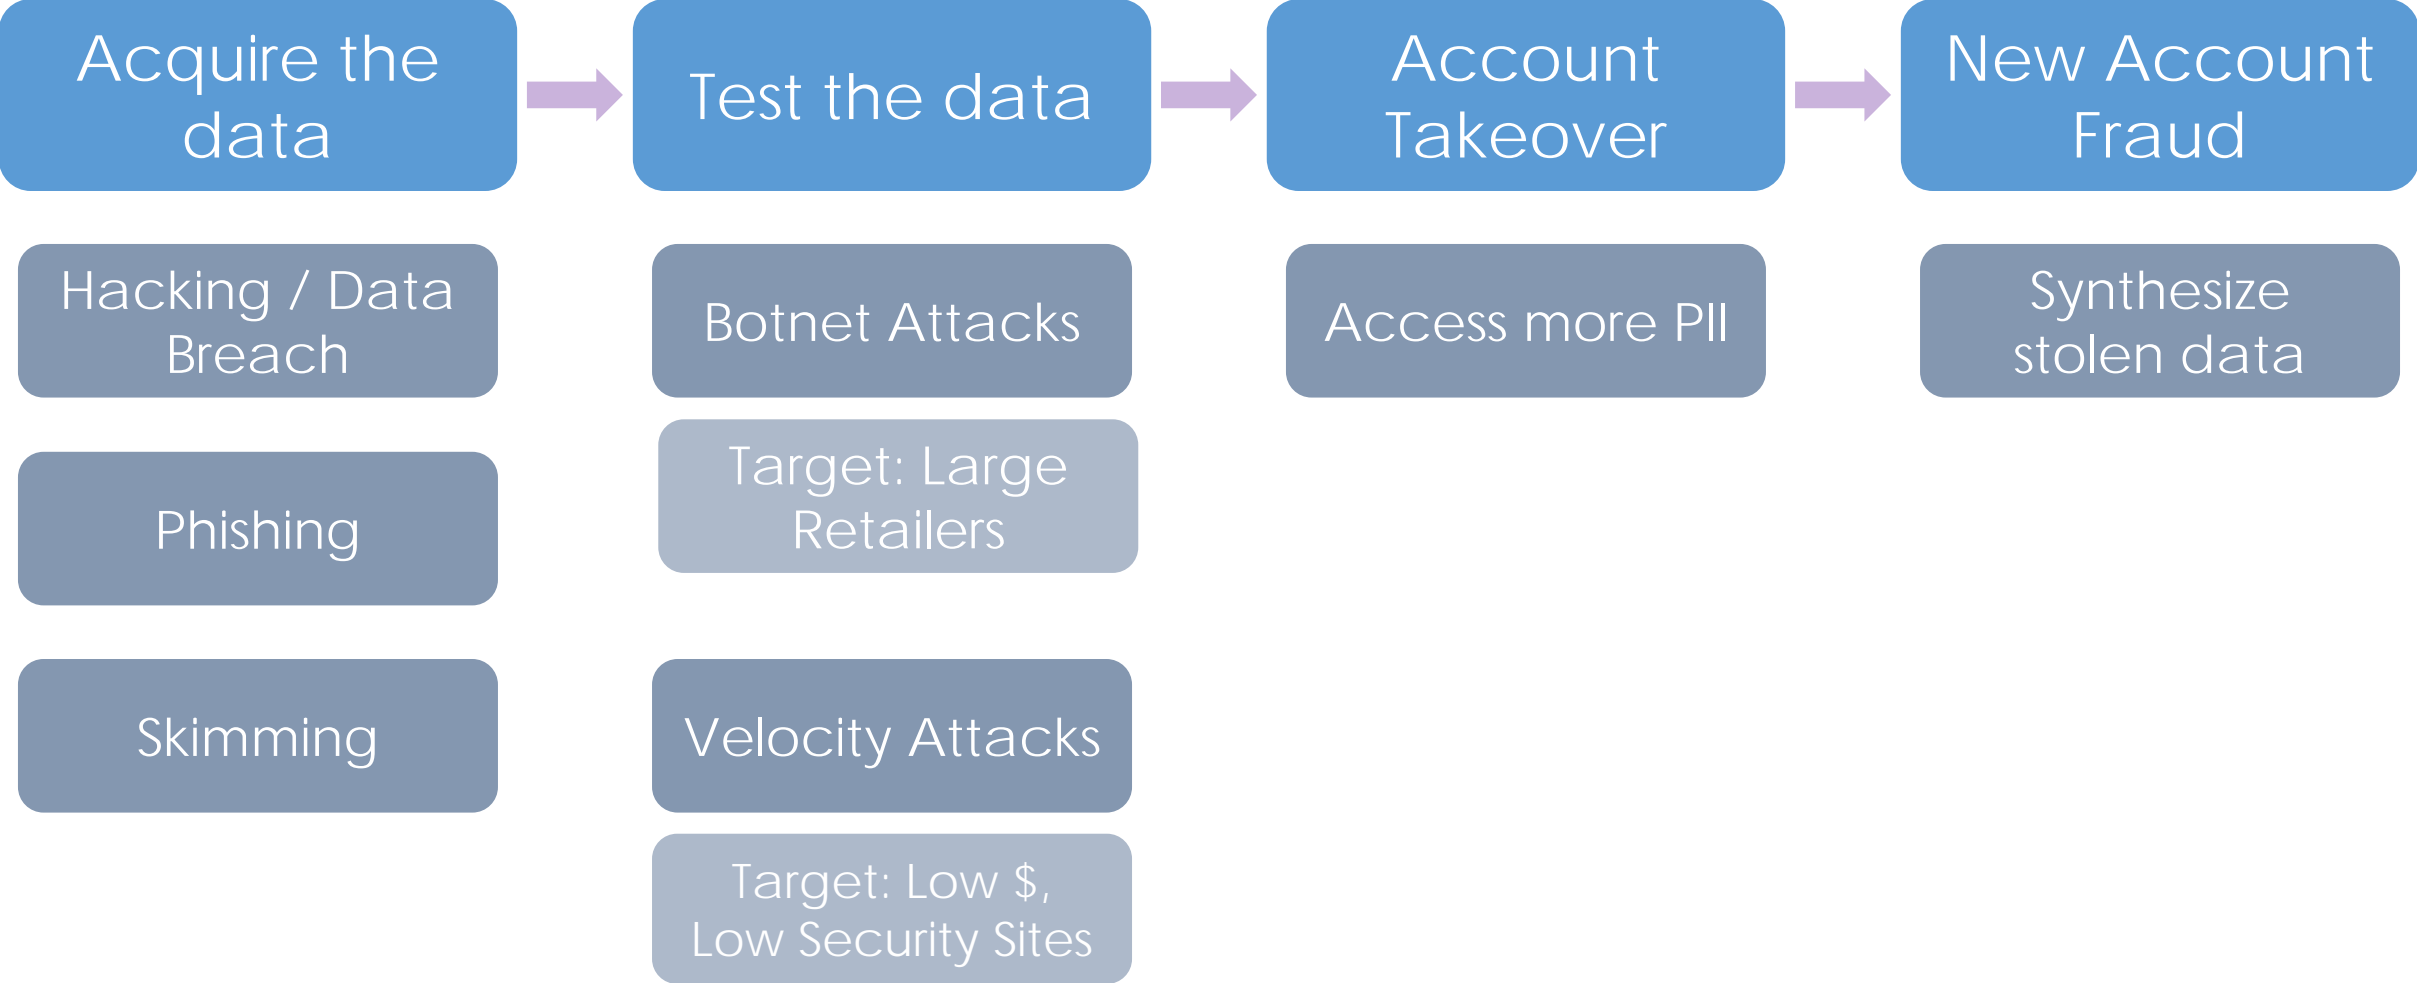 Acquire the
data
Test the data
Account
Takeover
New Account
Fraud
Hacking / Data
Breach
Phishing
Skimming
Botnet Attacks
Target: Large
Retailers
Velocity Attacks
Target: Low $,
Low Security Sites
Access more PII
Synthesize
stolen data